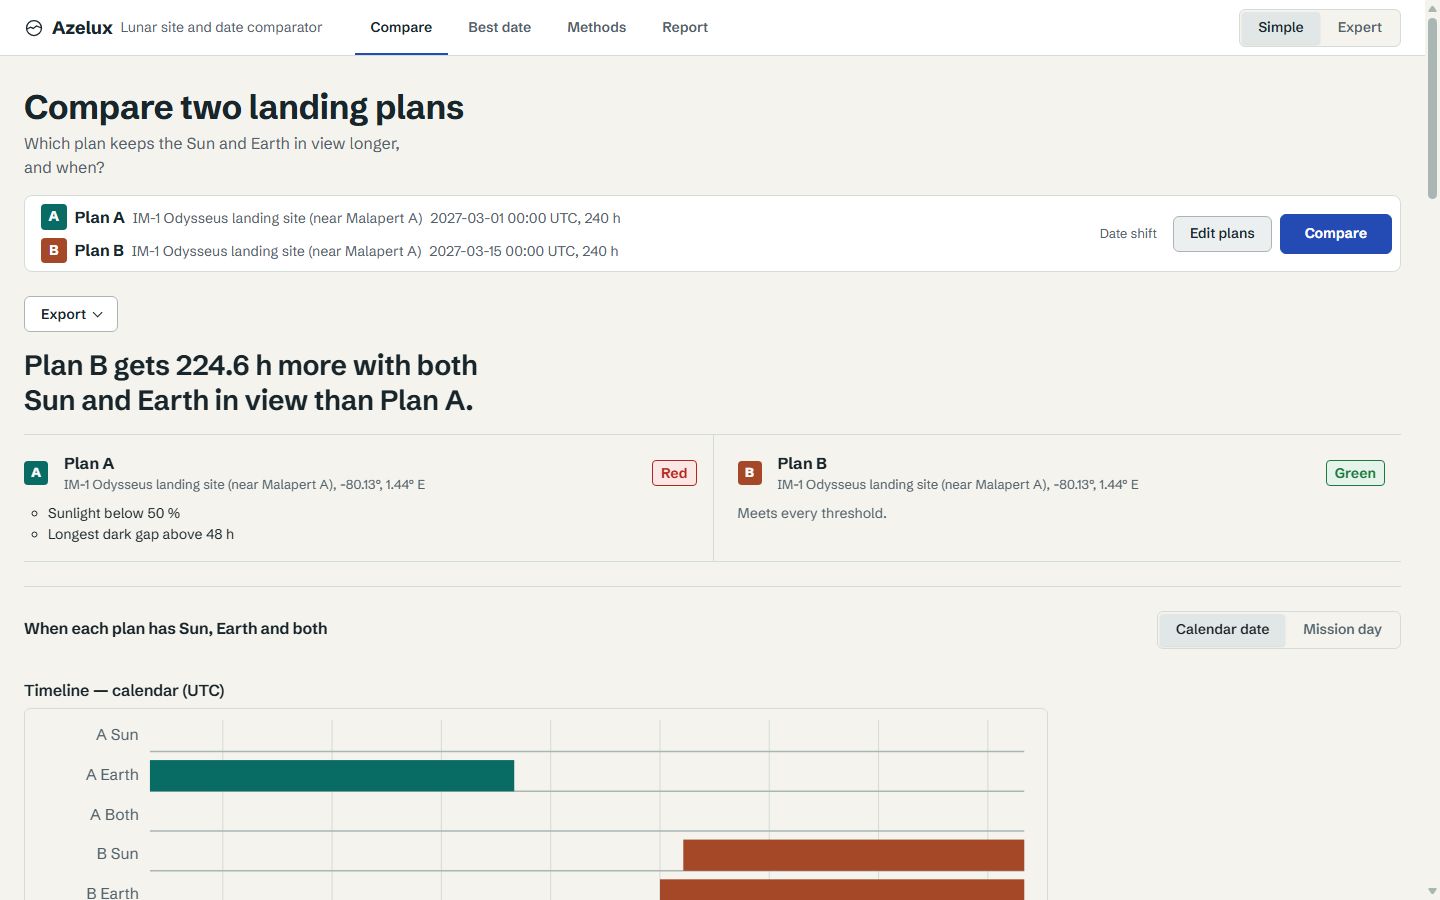 Azelux Lunar site and date comparator Compare Best date Methods Report Simple Expert
Compare two landing plans
Which plan keeps the Sun and Earth in view longer,
and when?
A Plan A IM-1 Odysseus landing site (near Malapert A) 2027-03-01 00:00 UTC, 240 h
B Plan B IM-1 Odysseus landing site (near Malapert A) 2027-03-15 00:00 UTC, 240 h
Date shift Edit plans Compare
Export
Plan B gets 224.6 h more with both
Sun and Earth in view than Plan A.
A Plan A Red
IM-1 Odysseus landing site (near Malapert A), -80.13°, 1.44° E
Sunlight below 50 %
Longest dark gap above 48 h
B Plan B Green
IM-1 Odysseus landing site (near Malapert A), -80.13°, 1.44° E
Meets every threshold.
When each plan has Sun, Earth and both Calendar date Mission day
Timeline — calendar (UTC)
A Sun
A Earth
A Both
B Sun
B Earth